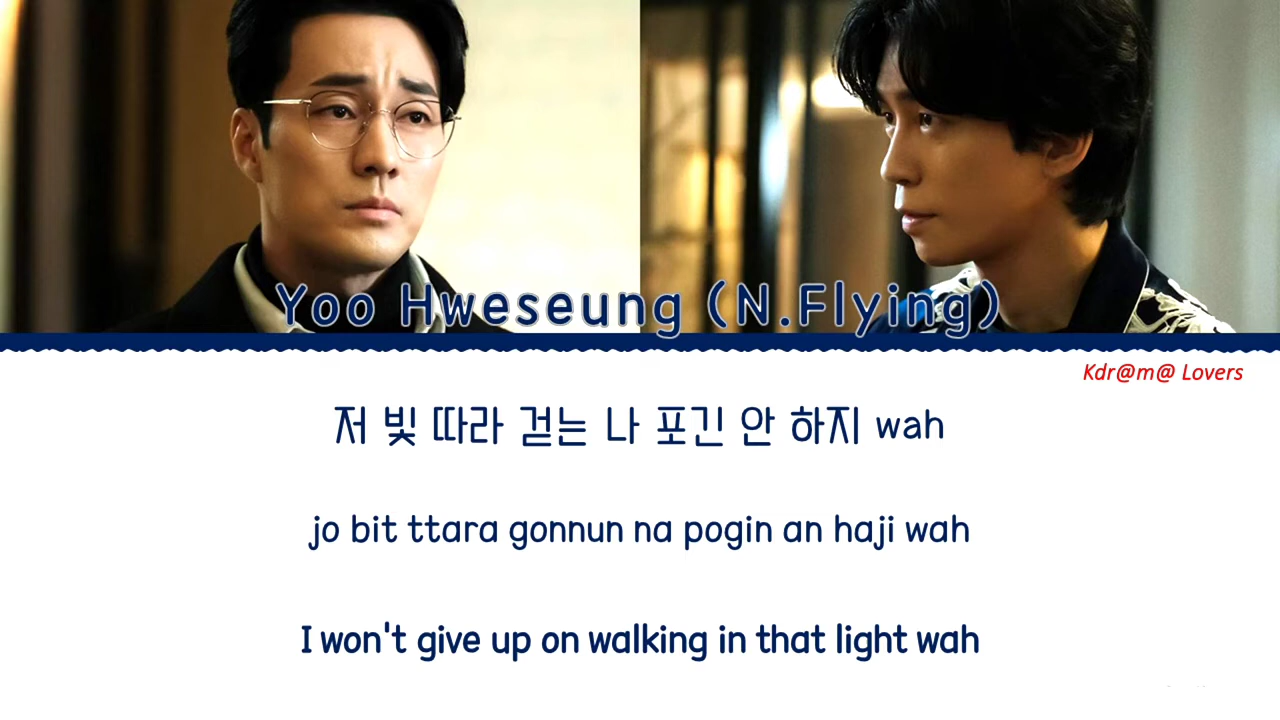 Yoo Hweseung (N.Flying)
Kdr@m@ Lovers
저 빛 따라 걷는 나 포긴 안 하지 wah
jo bit ttara gonnun na pogin an haji wah
I won't give up on walking in that light wah